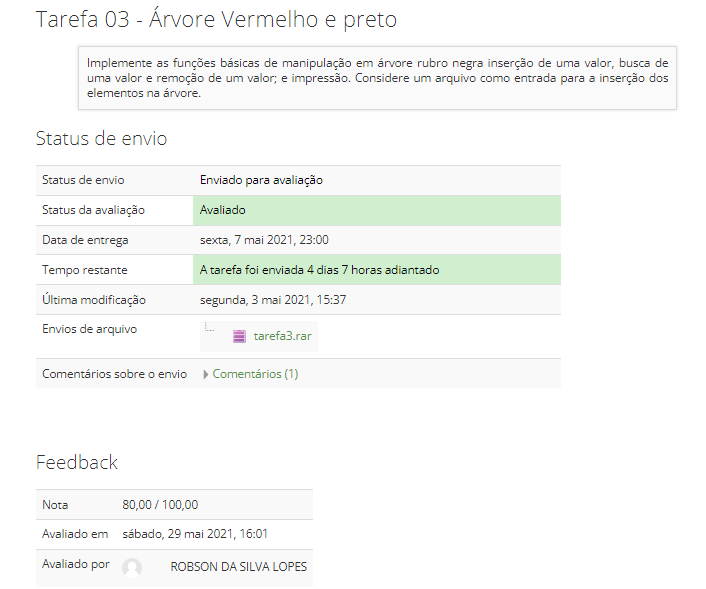 Tarefa 03 - Árvore Vermelho e preto
Implemente as funções básicas de manipulação em árvore rubro negra inserção de uma valor, busca de
uma valor e remoção de um valor; e impressão. Considere um arquivo como entrada para a inserção dos
elementos na árvore.
Status de envio
Status de envio Enviado para avaliação
Status da avaliação Avaliado
Data de entrega sexta, 7 mai 2021, 23:00
Tempo restante A tarefa foi enviada 4 dias 7 horas adiantado
Última modificação segunda, 3 mai 2021, 15:37
Envios de arquivo tarefa3.rar
Comentários sobre o envio Comentários (1)
Feedback
Nota 80,00 / 100,00
Avaliado em sábado, 29 mai 2021, 16:01
Avaliado por ROBSON DA SILVA LOPES